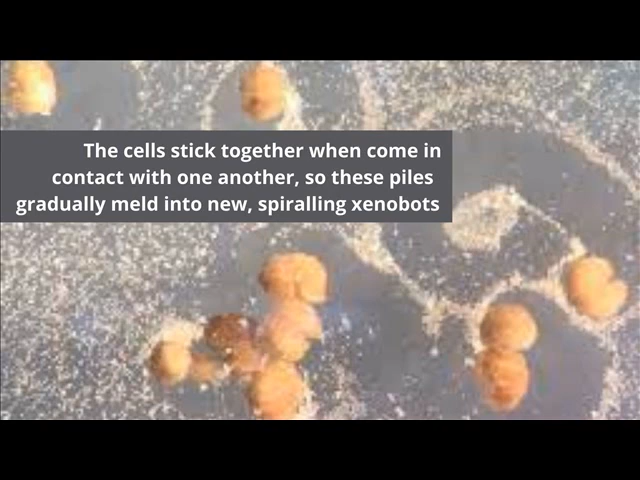 The cells stick together when come in
contact with one another, so these piles
gradually meld into new, spiralling xenobots